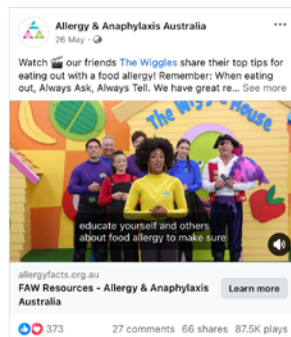 Allergy & Anaphylaxis Australia
26 May ·
Watch 🎬 our friends The Wiggles share their top tips for
eating out with a food allergy! Remember: When eating
out, Always Ask, Always Tell. We have great re... See more
The Wiggle House
educate yourself and others
about food allergy to make sure
allergyfacts.org.au
FAW Resources - Allergy & Anaphylaxis
Australia
Learn more
373
27 comments 66 shares 87.5K plays